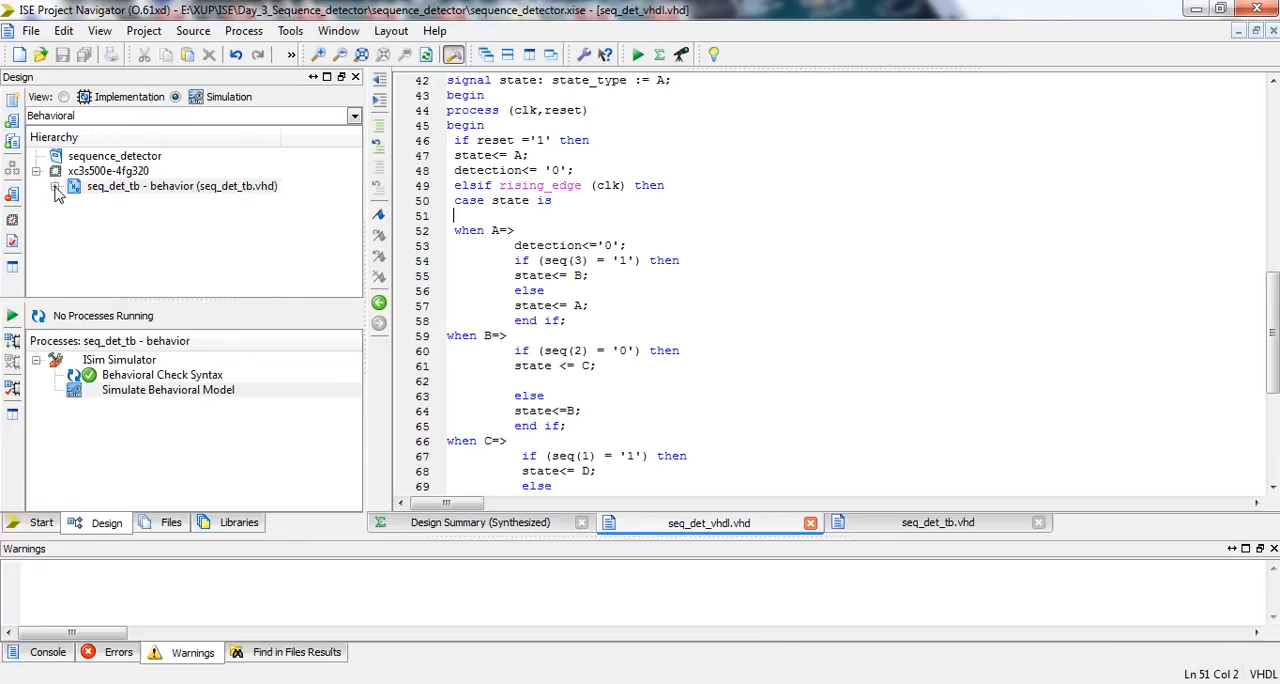 ISE Project Navigator (O.61xd) - E:\XUP\ISE\Day_3_Sequence_detector\sequence_detector\sequence_detector.xise - [seq_det_vhdl.vhd]
File Edit View Project Source Process Tools Window Layout Help
»
Design
View: Implementation Simulation
Behavioral
Hierarchy
sequence_detector
xc3s500e-4fg320
seq_det_tb - behavior (seq_det_tb.vhd)
No Processes Running
Processes: seq_det_tb - behavior
ISim Simulator
Behavioral Check Syntax
Simulate Behavioral Model
Start Design Files Libraries
42 signal state: state_type := A;
43 begin
44 process (clk,reset)
45 begin
46 if reset ='1' then
47 state<= A;
48 detection<= '0';
49 elsif rising_edge (clk) then
50 case state is
51
52 when A=>
53 detection<='0';
54 if (seq(3) = '1') then
55 state<= B;
56 else
57 state<= A;
58 end if;
59 when B=>
60 if (seq(2) = '0') then
61 state <= C;
62
63 else
64 state<=B;
65 end if;
66 when C=>
67 if (seq(1) = '1') then
68 state<= D;
69 else
Design Summary (Synthesized) seq_det_vhdl.vhd seq_det_tb.vhd
Warnings
Console Errors Warnings Find in Files Results
Ln 51 Col 2 VHDL